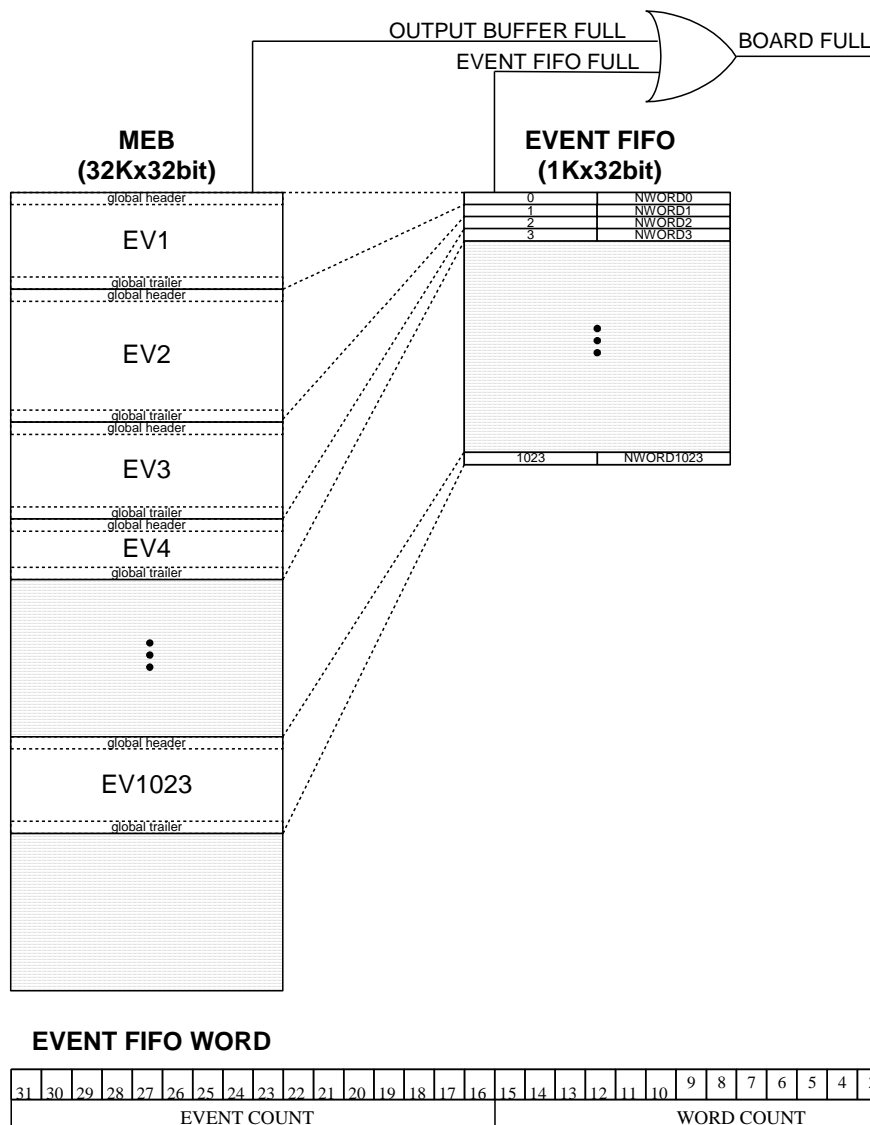 OUTPUT BUFFER FULL
EVENT FIFO FULL
BOARD FULL
MEB
(32Kx32bit)
EVENT FIFO
(1Kx32bit)
global header
EV1
global trailer
global header
EV2
global trailer
global header
EV3
global trailer
global header
EV4
global trailer
global header
EV1023
global trailer
0 NWORD0
1 NWORD1
2 NWORD2
3 NWORD3
1023 NWORD1023
EVENT FIFO WORD
31 30 29 28 27 26 25 24 23 22 21 20 19 18 17 16 15 14 13 12 11 10 9 8 7 6 5 4
EVENT COUNT WORD COUNT